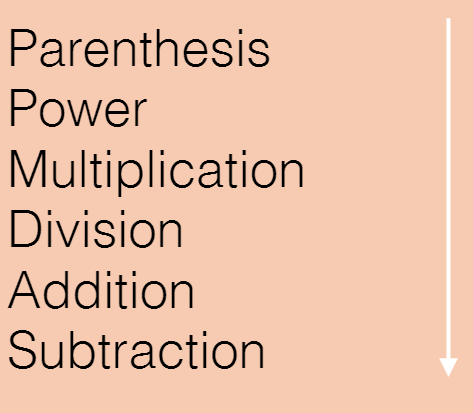 Parenthesis
Power
Multiplication
Division
Addition
Subtraction